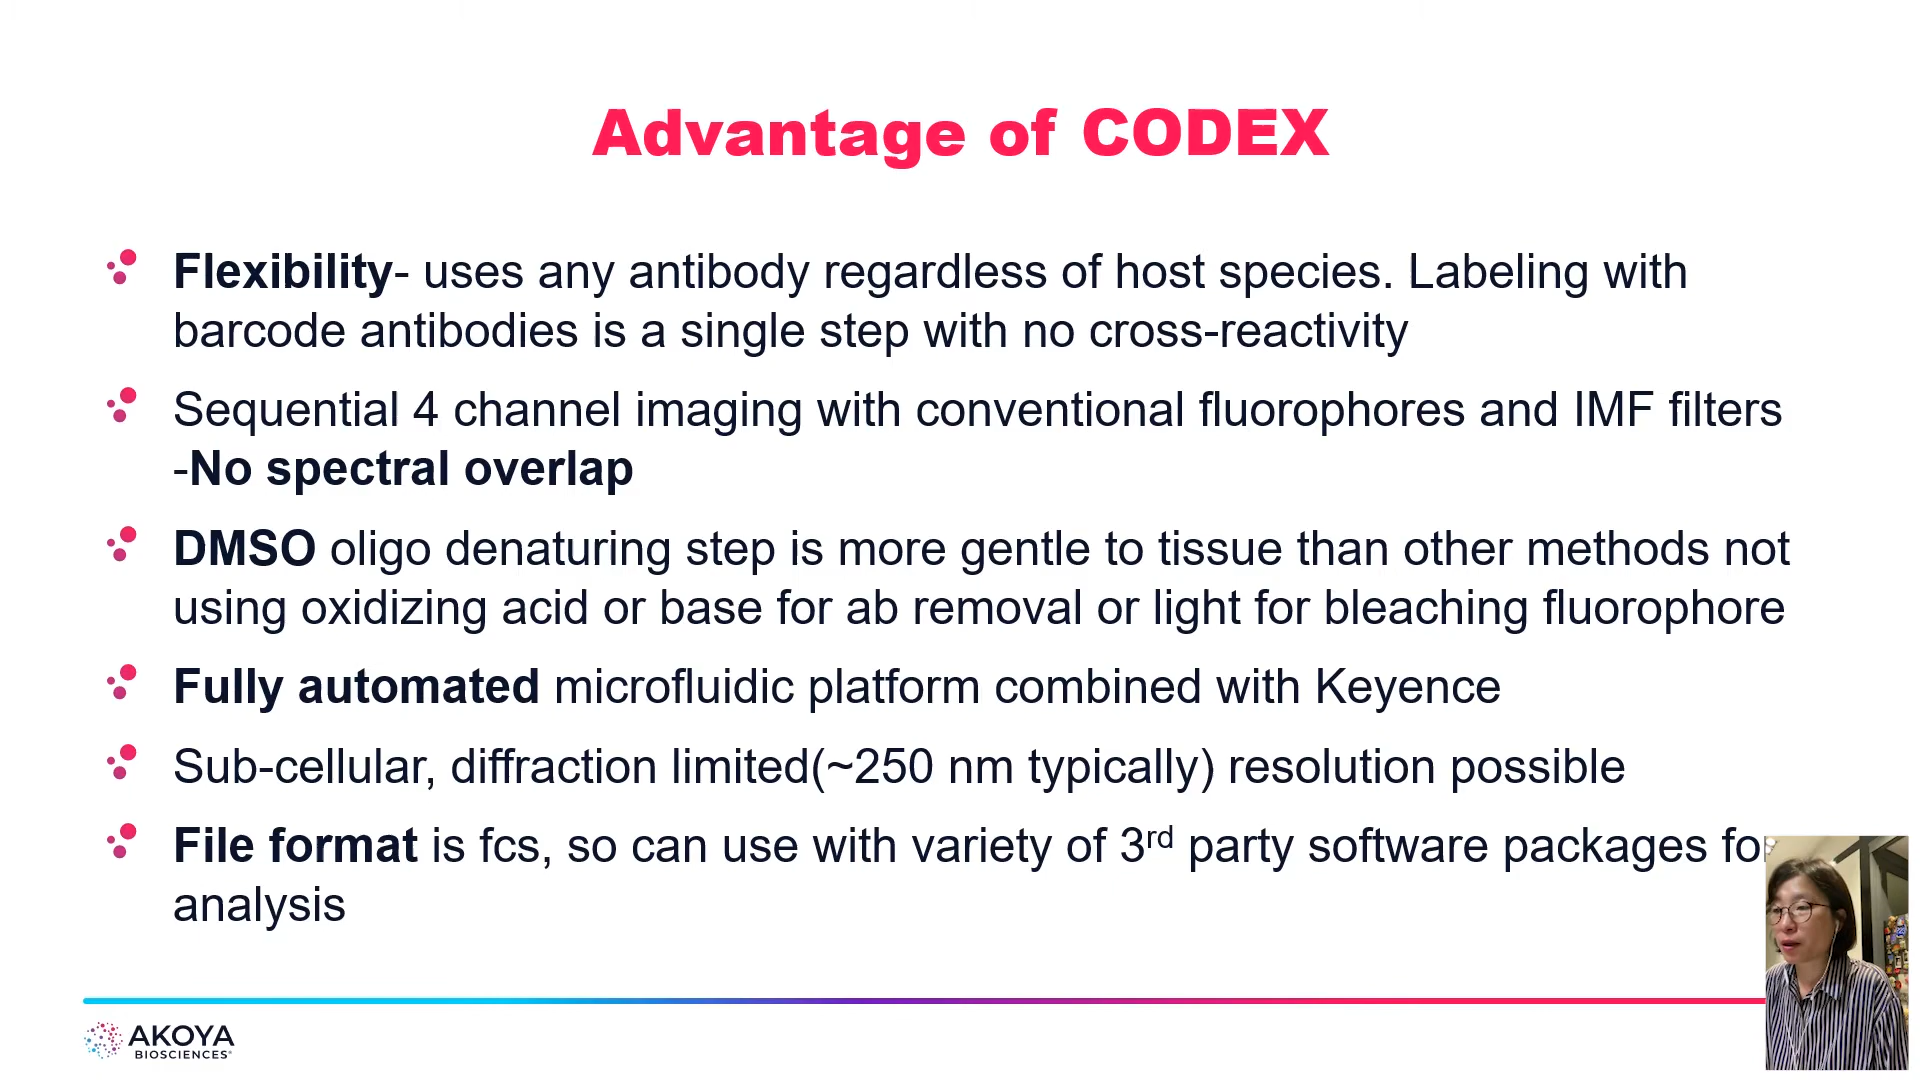 Advantage of CODEX
Flexibility- uses any antibody regardless of host species. Labeling with
barcode antibodies is a single step with no cross-reactivity
Sequential 4 channel imaging with conventional fluorophores and IMF filters
-No spectral overlap
DMSO oligo denaturing step is more gentle to tissue than other methods not
using oxidizing acid or base for ab removal or light for bleaching fluorophore
Fully automated microfluidic platform combined with Keyence
Sub-cellular, diffraction limited(~250 nm typically) resolution possible
File format is fcs, so can use with variety of 3rd party software packages for
analysis
AKOYA
BIOSCIENCES®